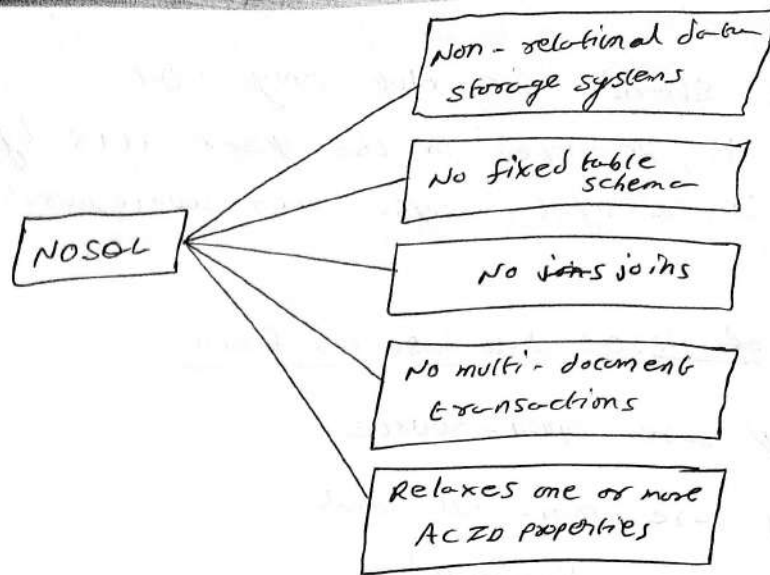 Non-relational data
storage systems
No fixed table
schema
NOSQL
No jons joins
No multi-document
transactions
Relaxes one or more
ACID properties